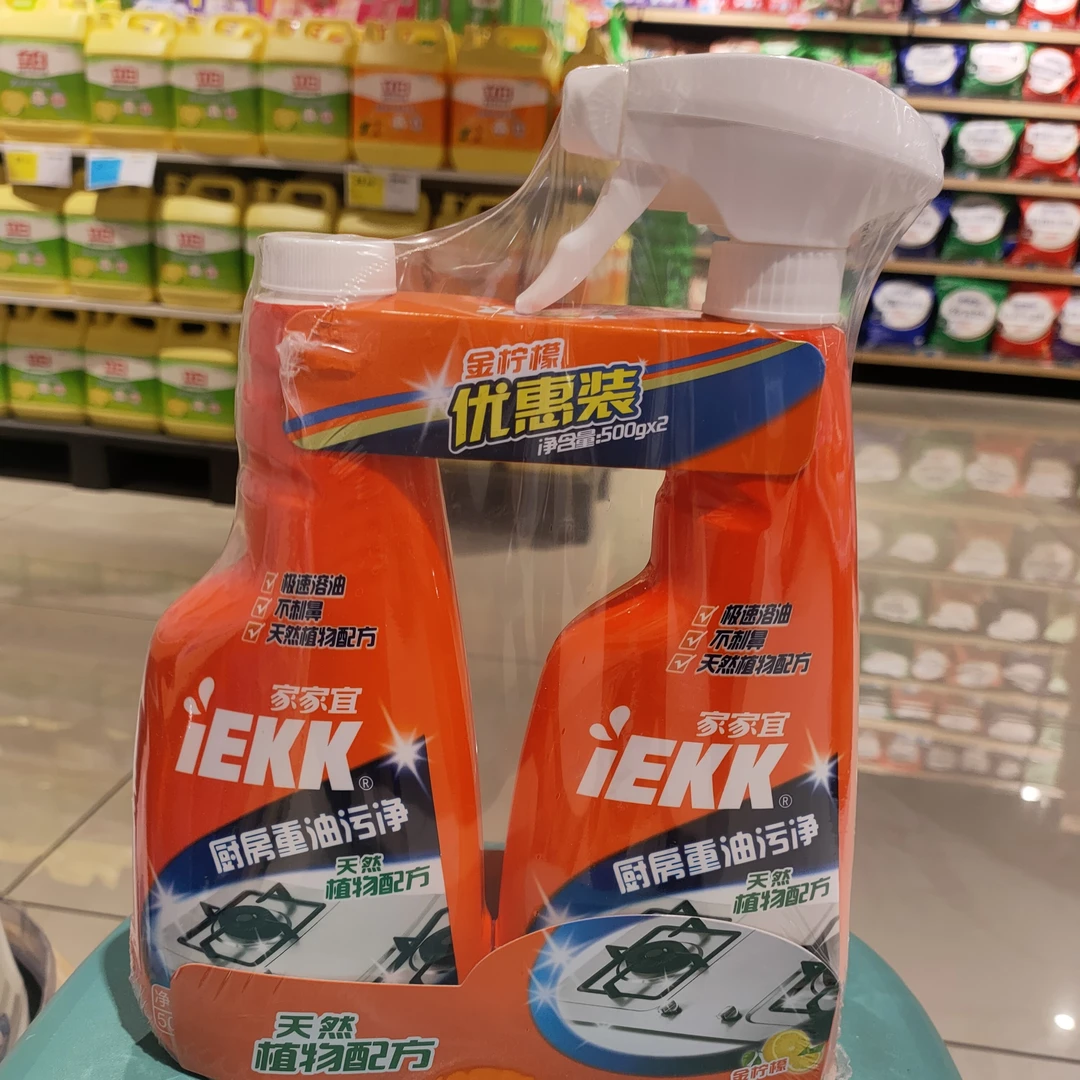 金柠檬
优惠装
净含量:500gx2
极速溶油
不刺鼻
天然植物配方
家家宜
iEKK®
厨房重油污净
天然
植物配方
极速溶油
不刺鼻
天然植物配方
家家宜
iEKK®
厨房重油污净
天然
植物配方
天然
植物配方
金柠檬